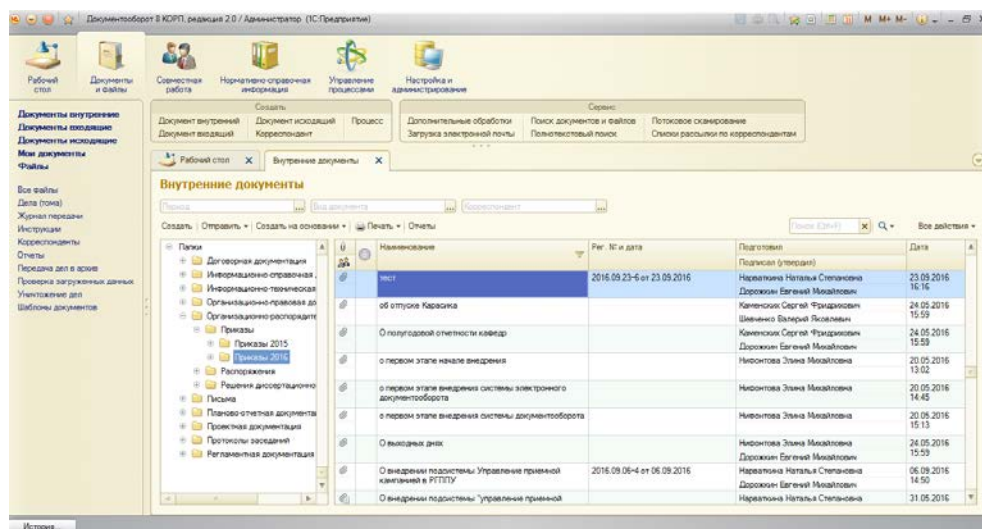 Документооборот 8 КОРП, редакция 2.0 / Администратор (1С:Предприятие)
M M+ M-
Рабочий стол
Документы и файлы
Совместная работа
Нормативно-справочная информация
Управление процессами
Настройка и администрирование
Документы внутренние
Документы входящие
Документы исходящие
Мои документы
Файлы
Все файлы
Дела (тома)
Журнал передачи
Инструкции
Корреспонденты
Отчеты
Передача дел в архив
Проверка загруженных данных
Уничтожение дел
Шаблоны документов
Создать
Документ внутренний Документ исходящий Процесс
Документ входящий Корреспондент
Сервис
Дополнительные обработки Поиск документов и файлов Потоковое сканирование
Загрузка электронной почты Полнотекстовый поиск Списки рассылки по корреспондентам
Рабочий стол Внутренние документы
Внутренние документы
Период Вид документа Корреспондент
Создать Отправить Создать на основании Печать Отчеты Поиск (Ctrl+F) Все действия
Папки
Договорная документация
Информационно-справочная
Информационно-техническая
Организационно-правовая до
Организационно-распорядите
Приказы
Приказы 2015
Приказы 2016
Распоряжения
Решения диссертационно
Письма
Планово-отчетная документа
Проектная документация
Протоколы заседаний
Регламентная документация
Наименование Рег. № и дата Подготовил Дата
Подписал (утвердил)
тест 2016.09.23-6 от 23.09.2016 Нарваткина Наталья Степановна 23.09.2016
Дорожкин Евгений Михайлович 16:16
об отпуске Карасика Каменских Сергей Фридрихович 24.05.2016
Шевченко Валерий Яковлевич 15:59
О полугодовой отчетности кафедр Каменских Сергей Фридрихович 24.05.2016
Дорожкин Евгений Михайлович 15:59
о первом этапе начале внедрения Нифонтова Элина Михайловна 20.05.2016
13:02
о первом этапе внедрения системы электронного Нифонтова Элина Михайловна 20.05.2016
документооборота 14:45
о первом этапе внедрения системы документооборота Нифонтова Элина Михайловна 20.05.2016
15:13
О выходных днях Нифонтова Элина Михайловна 24.05.2016
Дорожкин Евгений Михайлович 15:59
О внедрении подсистемы Управление приемной 2016.09.06-4 от 06.09.2016 Нарваткина Наталья Степановна 06.09.2016
кампанией в РГППУ Дорожкин Евгений Михайлович 14:50
О внедрении подсистемы "управление приемной Нарваткина Наталья Степановна 31.05.2016
История...